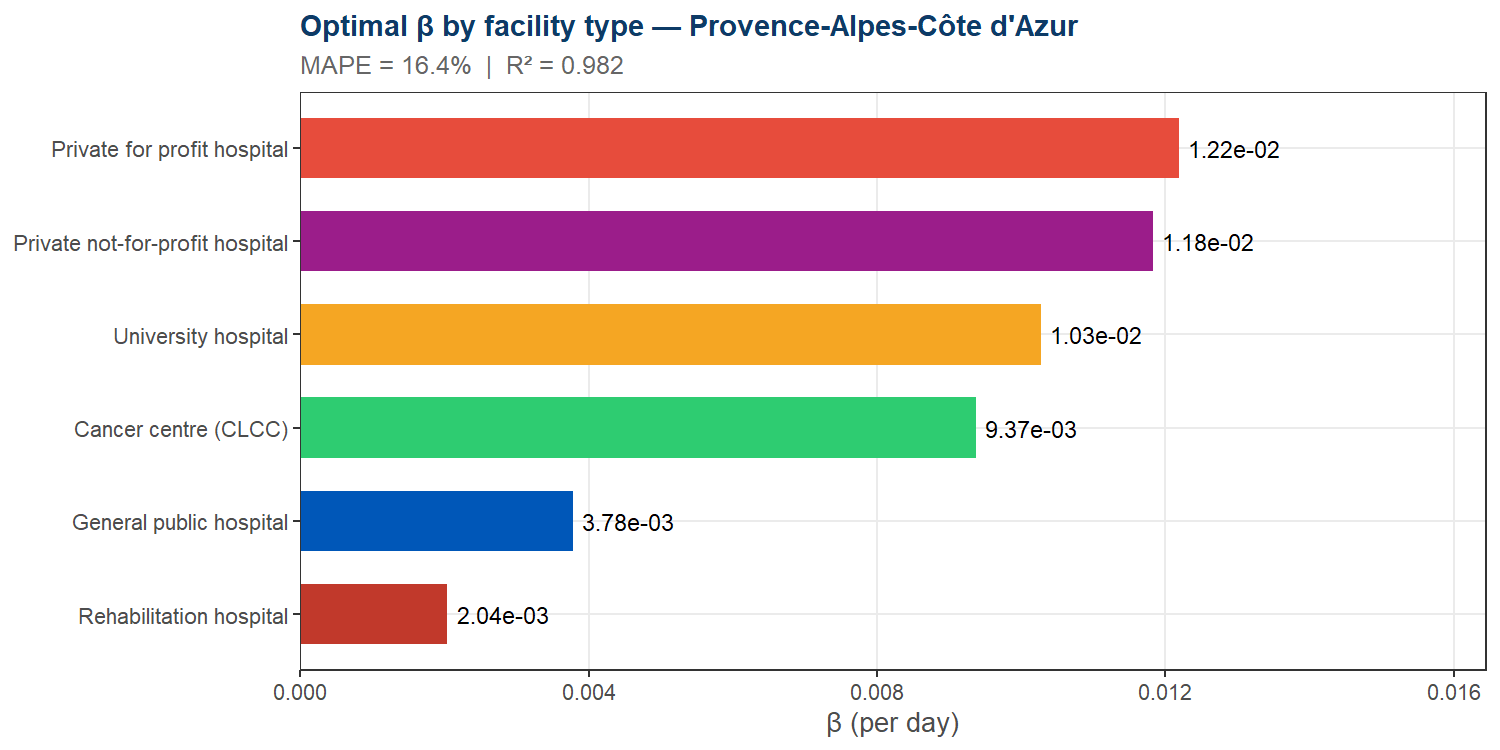 Optimal β by facility type — Provence-Alpes-Côte d'Azur
MAPE = 16.4% | R² = 0.982
Private for profit hospital
1.22e-02
Private not-for-profit hospital
1.18e-02
University hospital
1.03e-02
Cancer centre (CLCC)
9.37e-03
General public hospital
3.78e-03
Rehabilitation hospital
2.04e-03
0.000 0.004 0.008 0.012 0.016
β (per day)